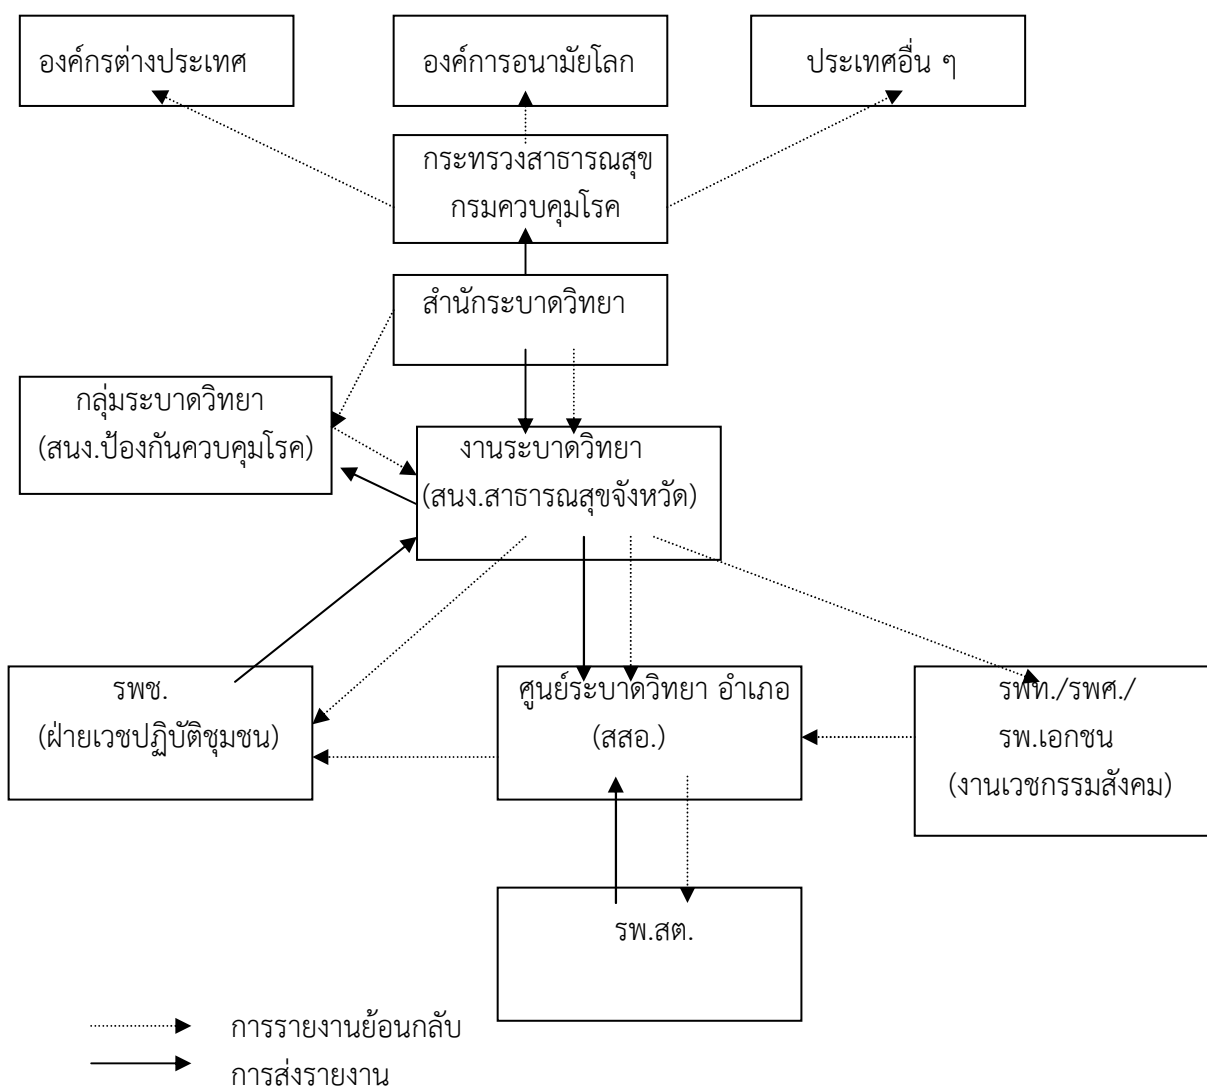 องค์กรต่างประเทศ
องค์การอนามัยโลก
ประเทศอื่น ๆ
กระทรวงสาธารณสุข
กรมควบคุมโรค
สำนักระบาดวิทยา
กลุ่มระบาดวิทยา
(สนง.ป้องกันควบคุมโรค)
งานระบาดวิทยา
(สนง.สาธารณสุขจังหวัด)
รพช.
(ฝ่ายเวชปฏิบัติชุมชน)
ศูนย์ระบาดวิทยา อำเภอ
(สสอ.)
รพท./รพศ./
รพ.เอกชน
(งานเวชกรรมสังคม)
รพ.สต.
การรายงานย้อนกลับ
การส่งรายงาน